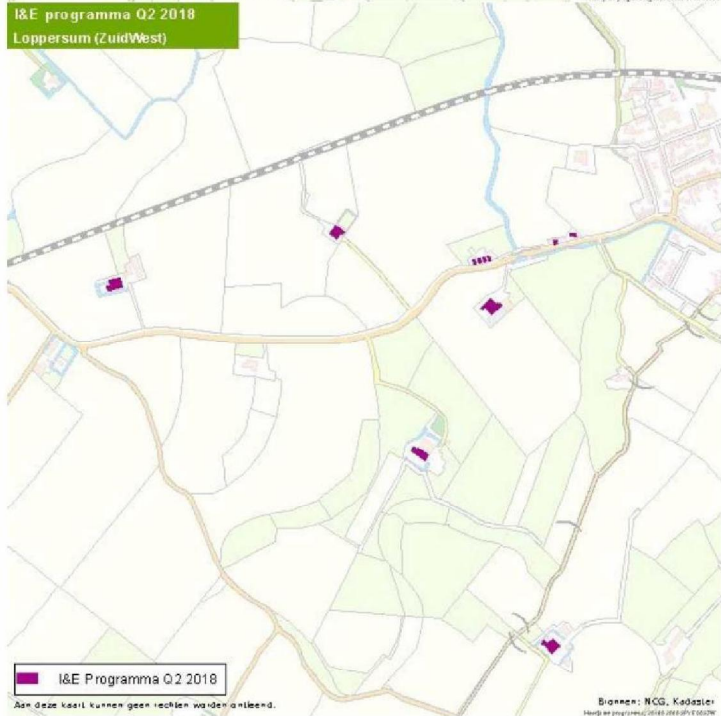 I&E programma Q2 2018
Loppersum (ZuidWest)
I&E Programma Q2 2018
Aan deze kaart kunnen geen rechten worden ontleend.
Bronnen: NCG, Kadaster